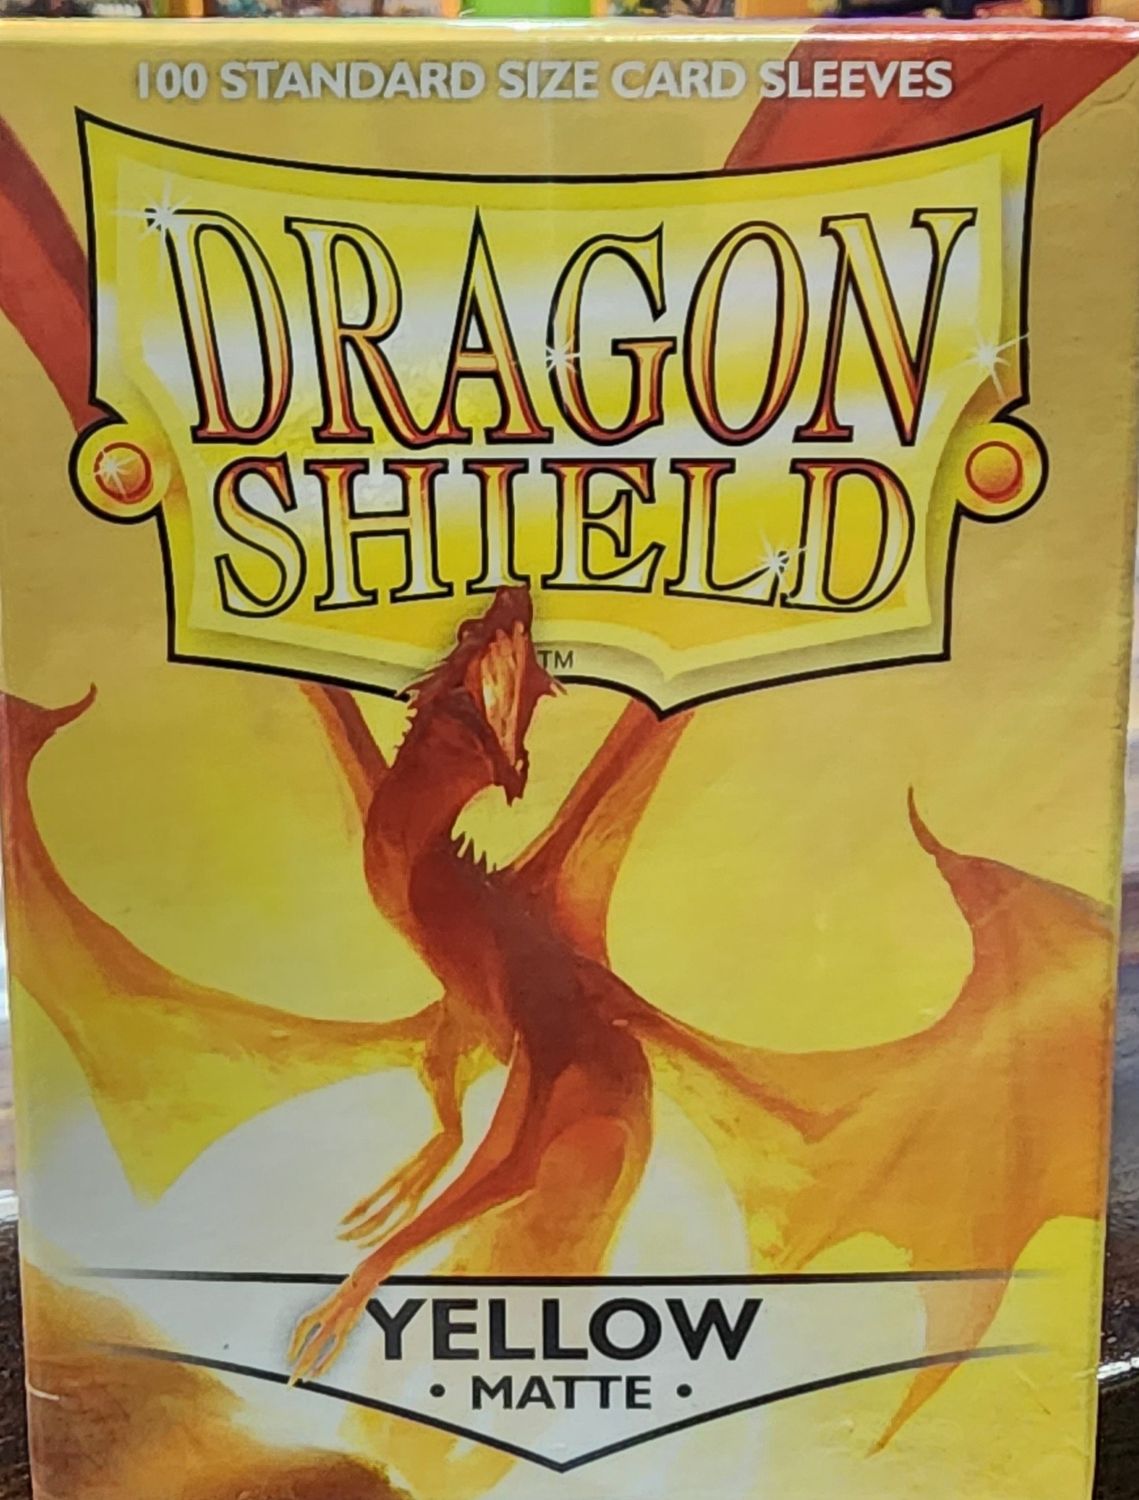 100 STANDARD SIZE CARD SLEEVES
DRAGON
SHIELD
TM
YELLOW
• MATTE •